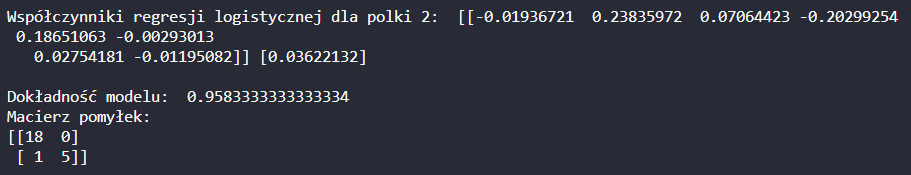 Współczynniki regresji logistycznej dla polki 2:  [[-0.01936721  0.23835972  0.07064423 -0.20299254
 0.18651063 -0.00293013
   0.02754181 -0.01195082]] [0.03622132]

Dokładność modelu:  0.9583333333333334
Macierz pomyłek:
[[18  0]
 [ 1  5]]